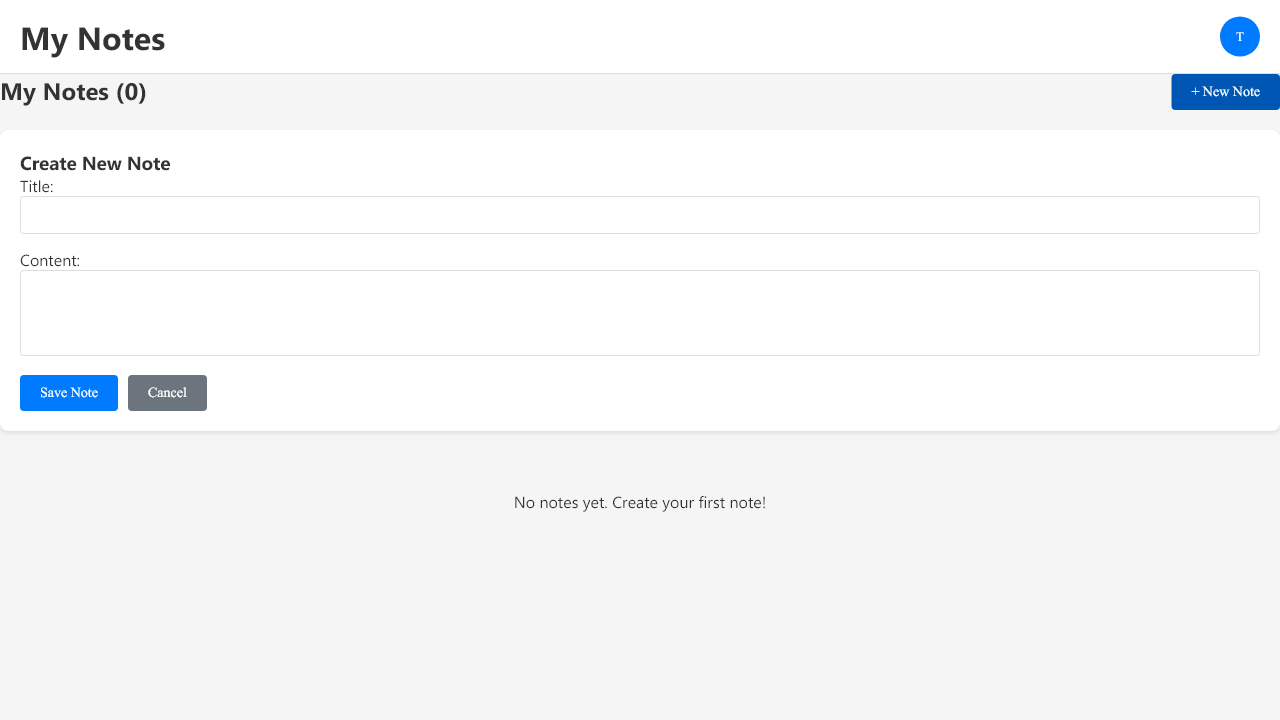 My Notes
T
My Notes (0)
+ New Note
Create New Note
Title:
Content:
Save Note
Cancel
No notes yet. Create your first note!